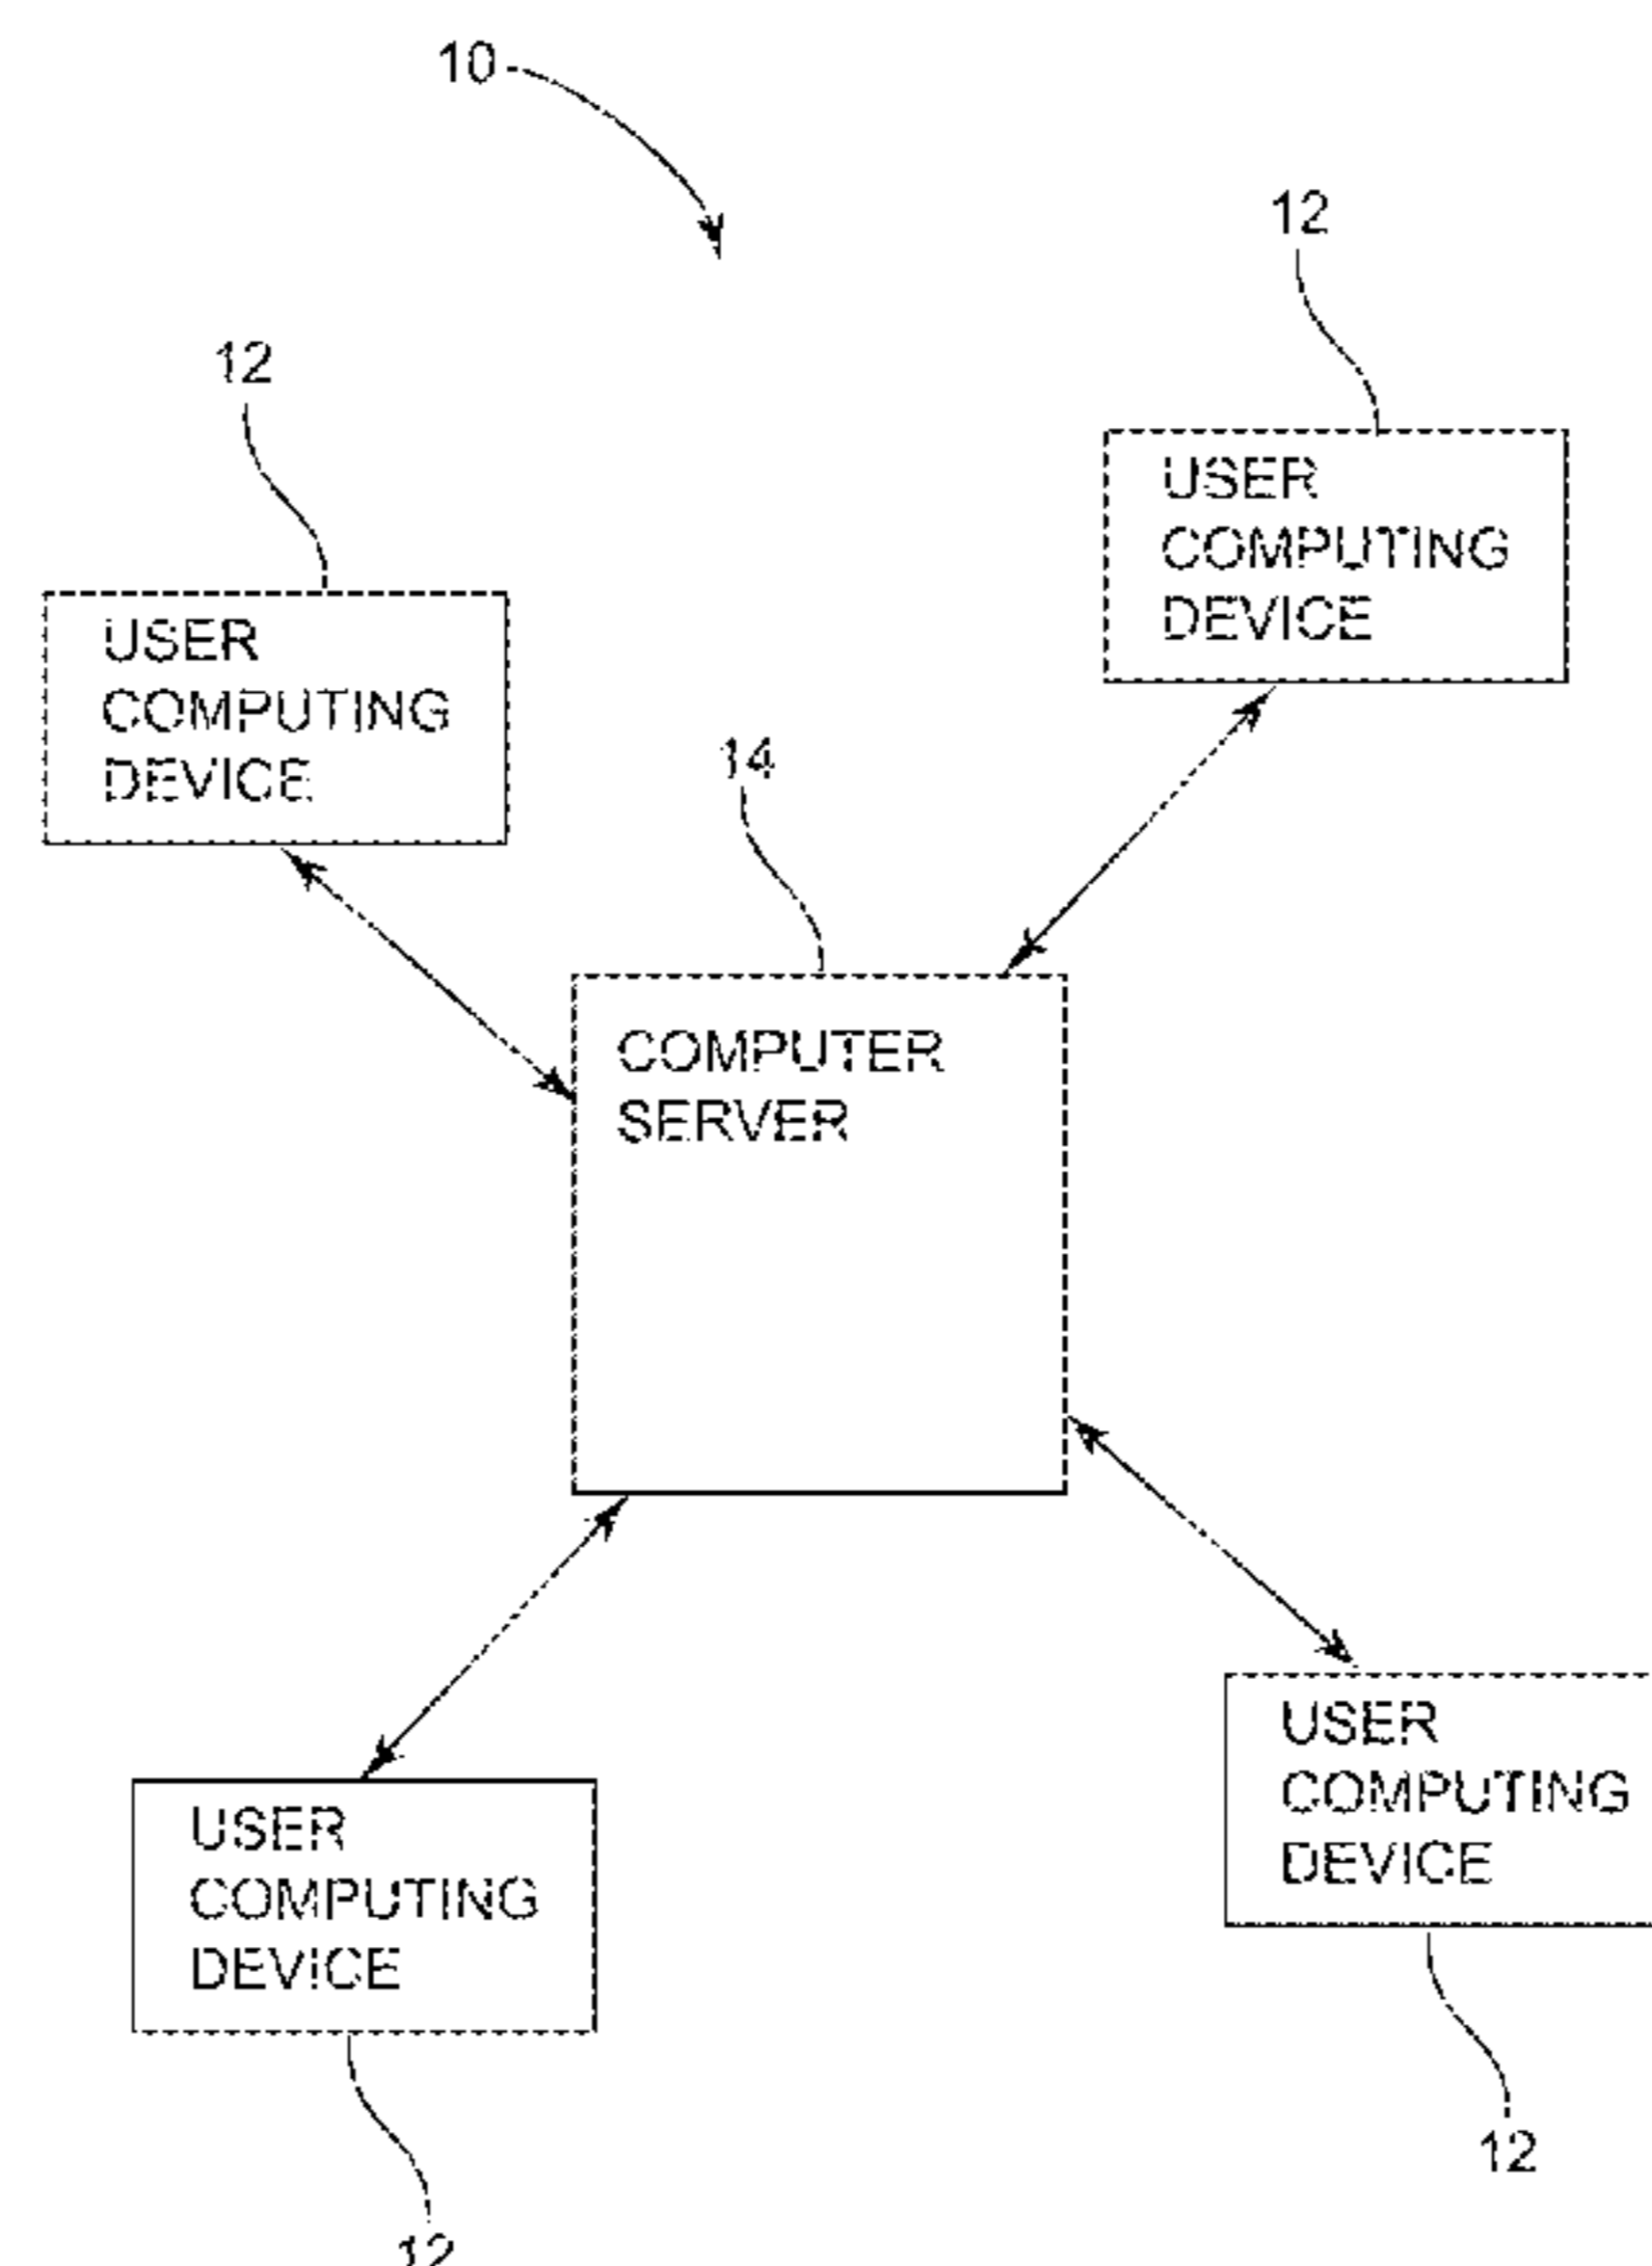 10
12
12
USER
COMPUTING
DEVICE
USER
COMPUTING
DEVICE
14
COMPUTER
SERVER
USER
COMPUTING
DEVICE
USER
COMPUTING
DEVICE
12
12